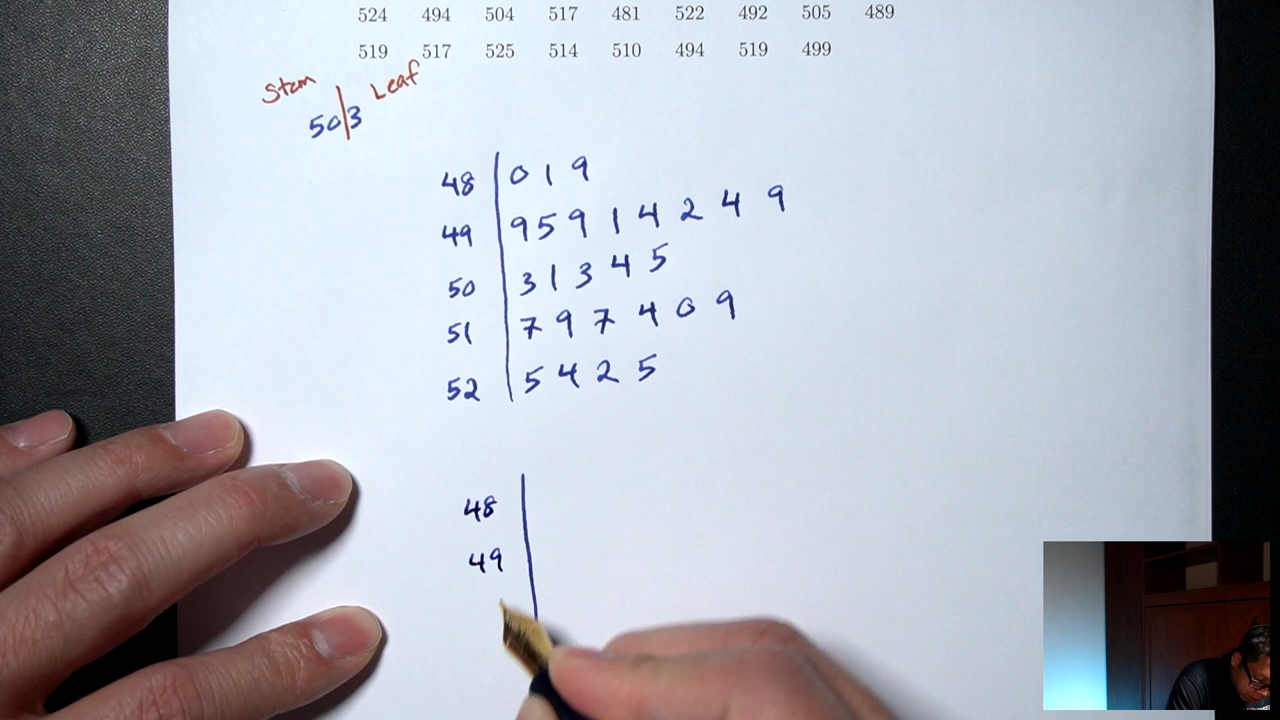 524 494 504 517 481 522 492 505 489
519 517 525 514 510 494 519 499
Stem Leaf
50|3
48 | 0 1 9
49 | 9 5 9 1 4 2 4 9
50 | 3 1 3 4 5
51 | 7 9 7 4 0 9
52 | 5 4 2 5
48 |
49 |